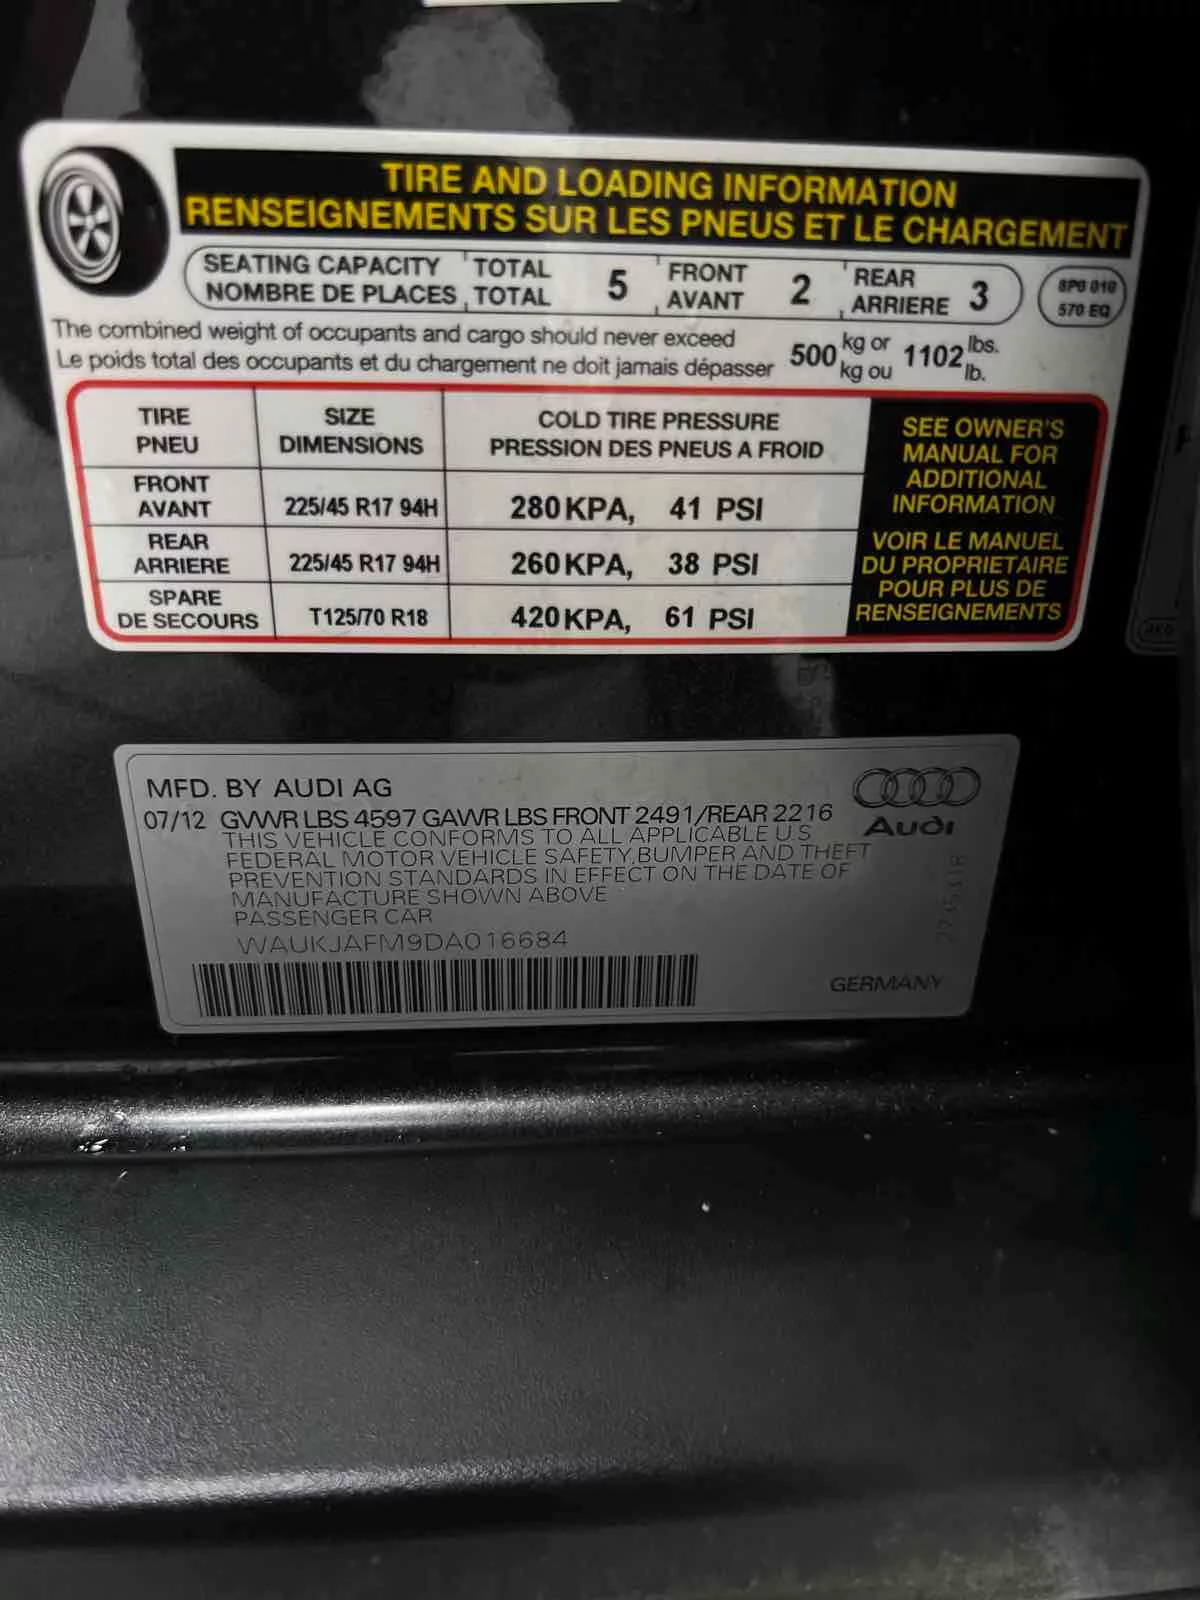 TIRE AND LOADING INFORMATION
RENSEIGNEMENTS SUR LES PNEUS ET LE CHARGEMENT
SEATING CAPACITY TOTAL 5 FRONT 2 REAR 3
NOMBRE DE PLACES TOTAL AVANT ARRIERE
8P0 010
570 EQ
The combined weight of occupants and cargo should never exceed 500 kg or 1102 lbs.
Le poids total des occupants et du chargement ne doit jamais dépasser kg ou lb.
TIRE SIZE COLD TIRE PRESSURE
PNEU DIMENSIONS PRESSION DES PNEUS A FROID
FRONT
AVANT 225/45 R17 94H 280 KPA, 41 PSI
REAR
ARRIERE 225/45 R17 94H 260 KPA, 38 PSI
SPARE
DE SECOURS T125/70 R18 420 KPA, 61 PSI
SEE OWNER'S
MANUAL FOR
ADDITIONAL
INFORMATION
VOIR LE MANUEL
DU PROPRIETAIRE
POUR PLUS DE
RENSEIGNEMENTS
MFD. BY AUDI AG
07/12 GVWR LBS 4597 GAWR LBS FRONT 2491/REAR 2216
THIS VEHICLE CONFORMS TO ALL APPLICABLE U.S
FEDERAL MOTOR VEHICLE SAFETY,BUMPER AND THEFT
PREVENTION STANDARDS IN EFFECT ON THE DATE OF
MANUFACTURE SHOWN ABOVE
PASSENGER CAR
WAUKJAFM9DA016684
Audi
GERMANY